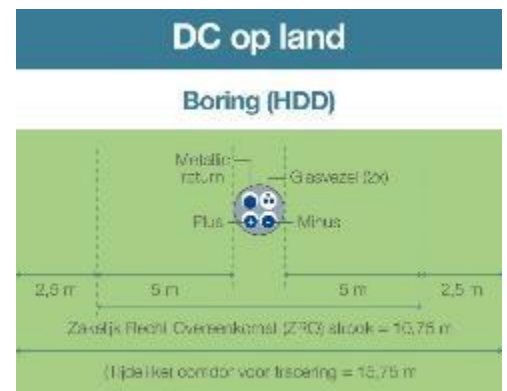 DC op land
Boring (HDD)
Metallic
return
Glasvezel (2x)
Plus
Minus
2,5 m
5 m
5 m
2,5 m
Zakelijk Recht Overeenkomst (ZRO) strook = 10,75 m
(Tijdelijke) corridor voor tracering = 15,75 m